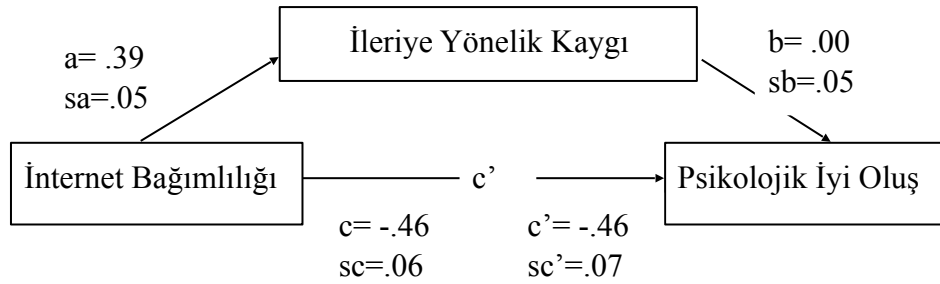 İleriye Yönelik Kaygı
a= .39
sa=.05
b= .00
sb=.05
İnternet Bağımlılığı
c’
Psikolojik İyi Oluş
c= -.46
sc=.06
c’= -.46
sc’=.07